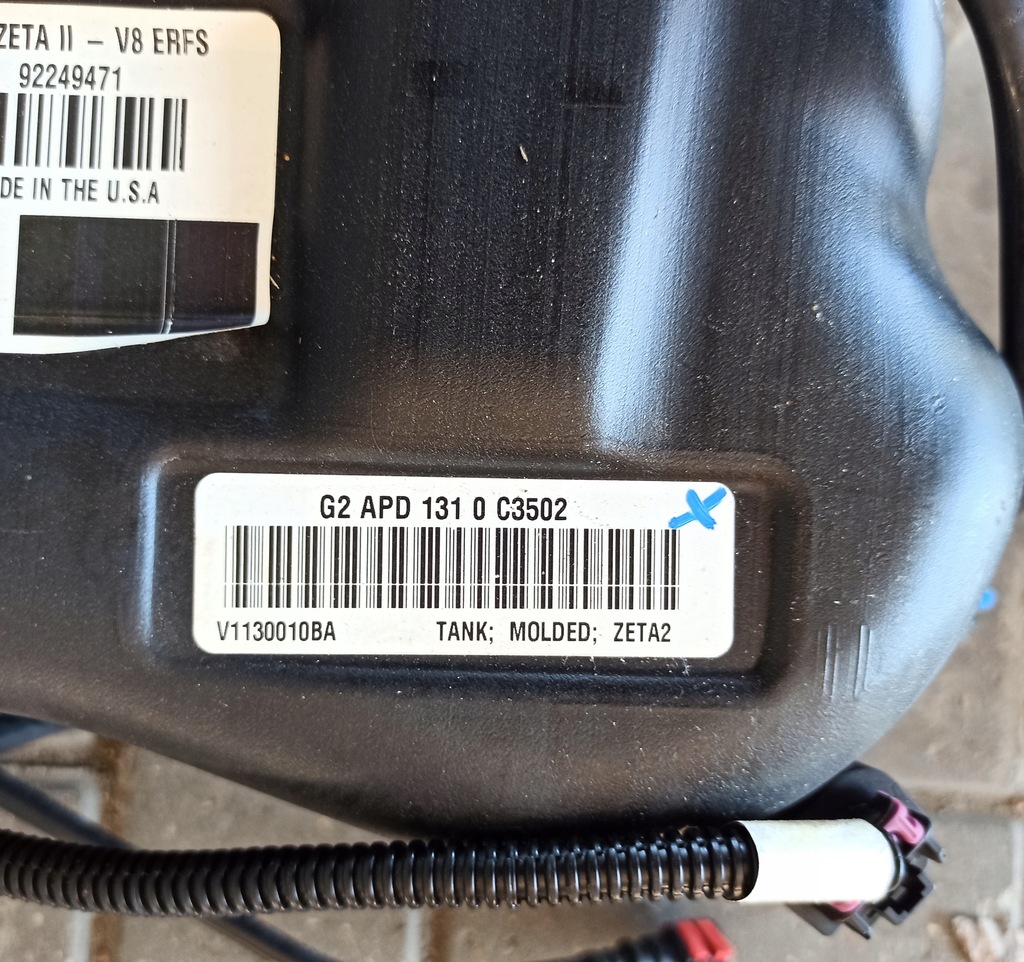 ZETA II – V8 ERFS
92249471
DE IN THE U.S.A
G2 APD 131 0 C3502
V1130010BA TANK; MOLDED; ZETA2